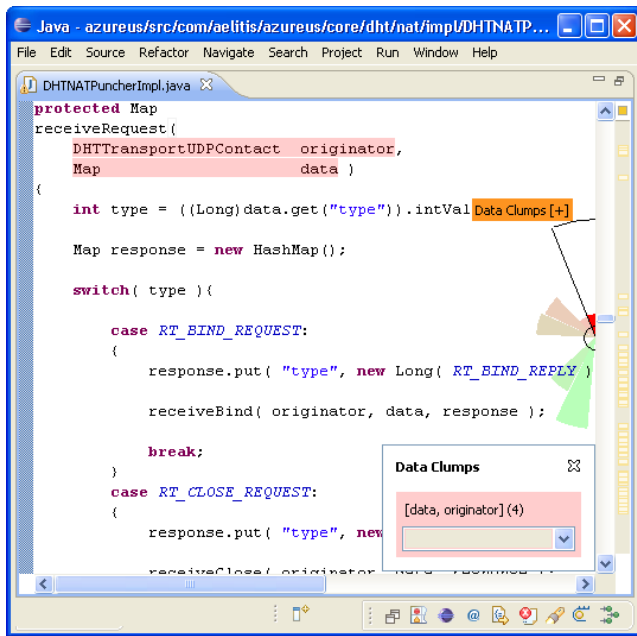 Java - azureus/src/com/aelitis/azureus/core/dht/nat/impl/DHTNATP...
File Edit Source Refactor Navigate Search Project Run Window Help
DHTNATPuncherImpl.java
protected Map
receiveRequest(
DHTTransportUDPContact originator,
Map data )
{
int type = ((Long)data.get("type")).intVal
Data Clumps [+]
Map response = new HashMap();
switch( type ){
case RT_BIND_REQUEST:
{
response.put( "type", new Long( RT_BIND_REPLY )
receiveBind( originator, data, response );
break;
}
case RT_CLOSE_REQUEST:
{
response.put( "type", new
receiveClose( originator
Data Clumps
[data, originator] (4)